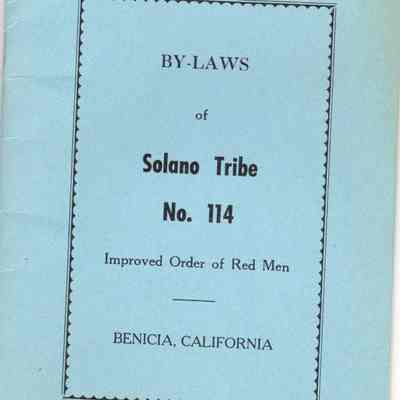 BY-LAWS
of
Solano Tribe
No. 114
Improved Order of Red Men
BENICIA, CALIFORNIA